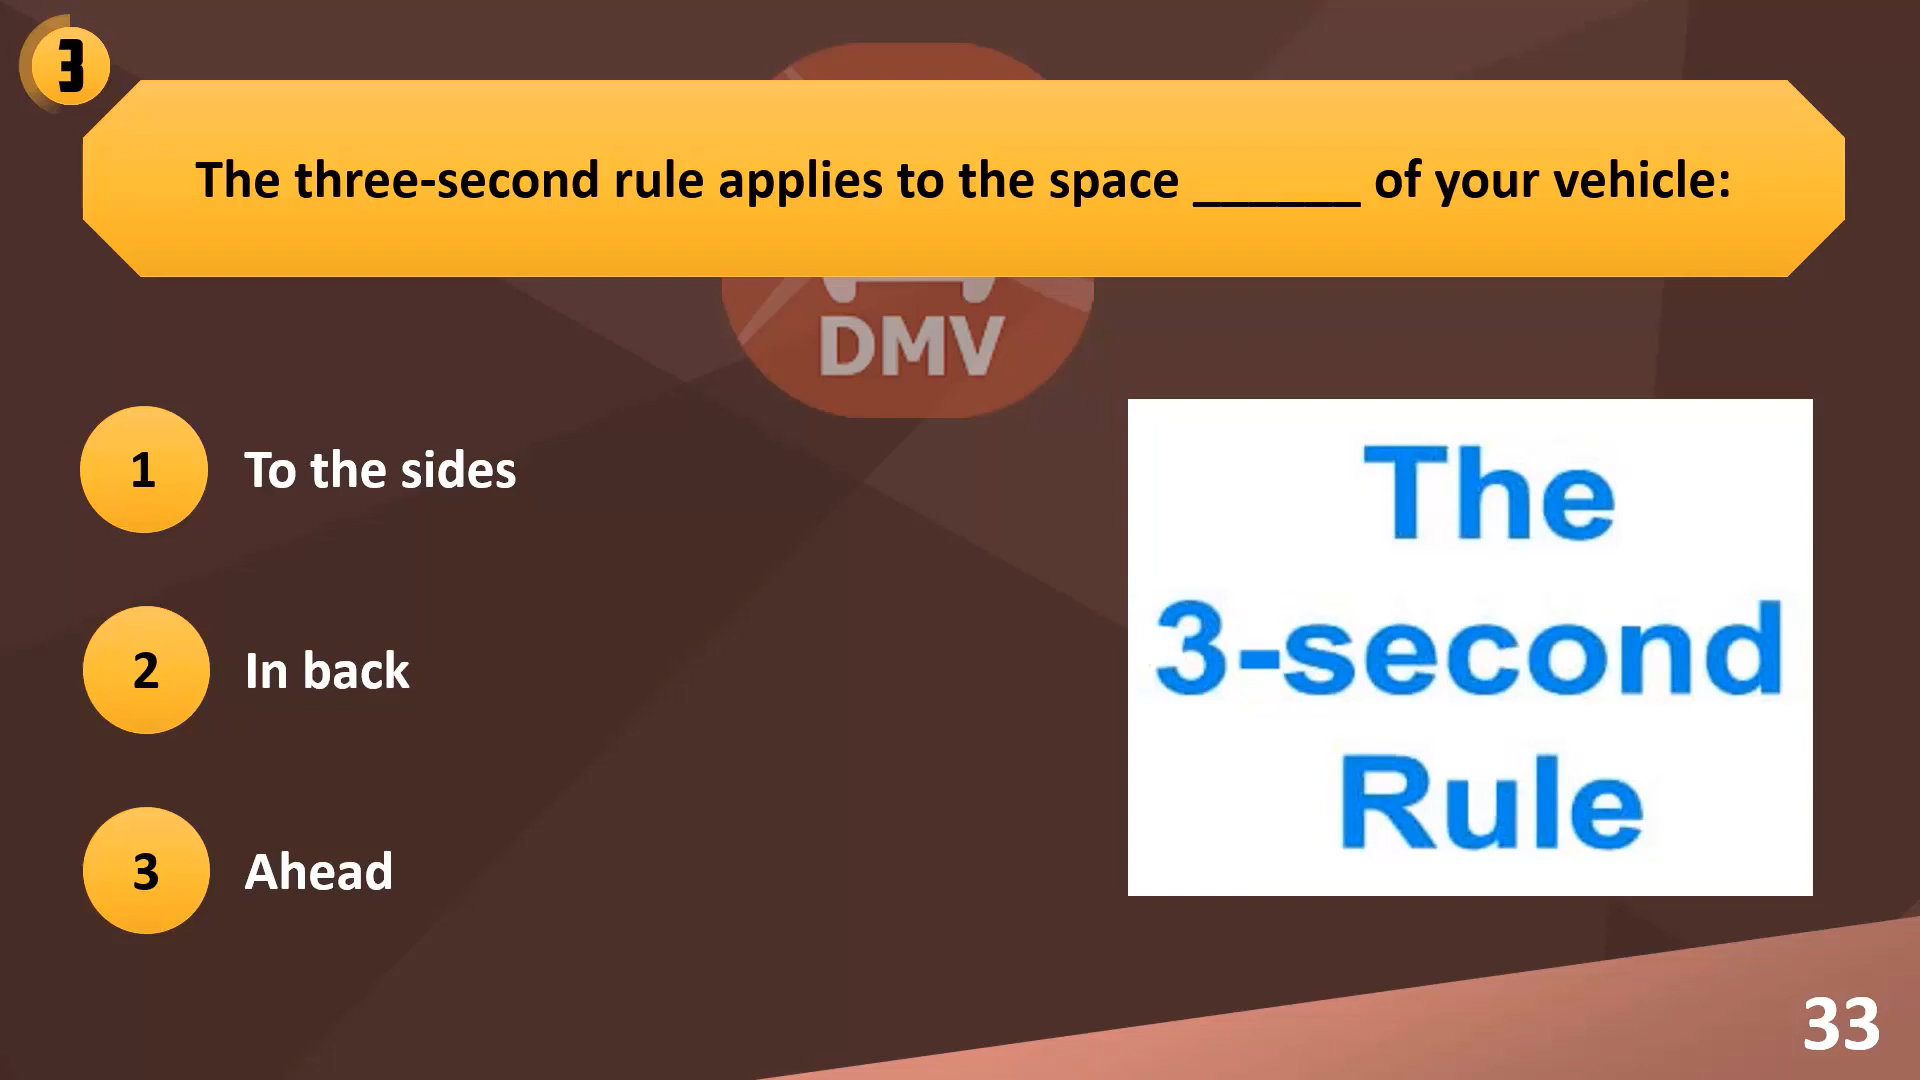 3
The three-second rule applies to the space ______ of your vehicle:
DMV
1 To the sides
2 In back
3 Ahead
The
3-second
Rule
33